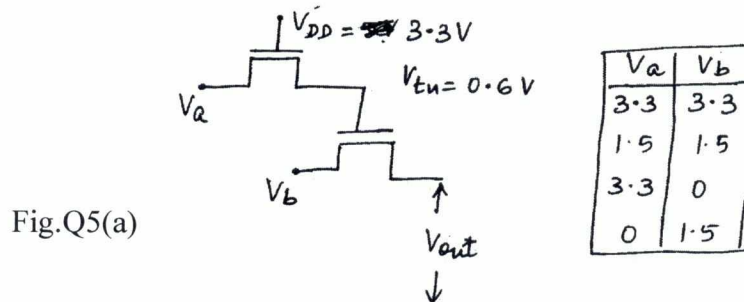 V_DD = 3.3V
V_tn = 0.6 V
V_a
V_b
V_out
Fig.Q5(a)
V_a V_b
3.3 3.3
1.5 1.5
3.3 0
0 1.5